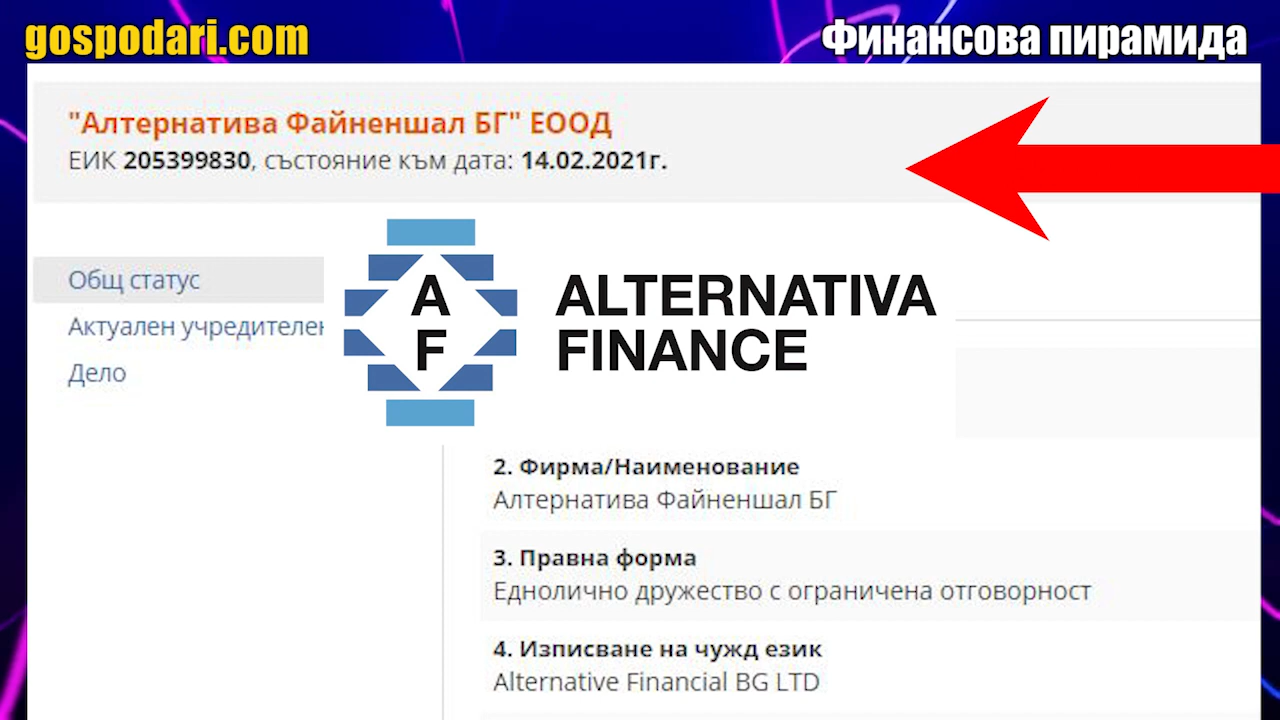 gospodari.com
Финансова пирамида
"Алтернатива Файненшал БГ" ЕООД
ЕИК 205399830, състояние към дата: 14.02.2021г.
Общ статус
Актуален
Дело
A
F
ALTERNATIVA
FINANCE
2. Фирма/Наименование
Алтернатива Файненшал БГ
3. Правна форма
Еднолично дружество с ограничена отговорност
4. Изписване на чужд език
Alternative Financial BG LTD